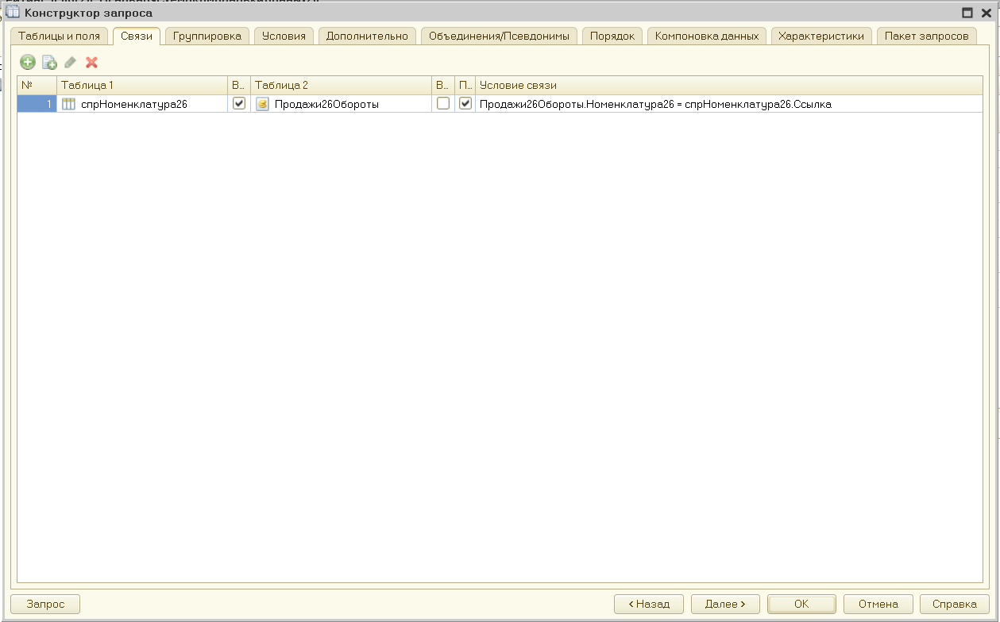 Конструктор запроса
Таблицы и поля Связи Группировка Условия Дополнительно Объединения/Псевдонимы Порядок Компоновка данных Характеристики Пакет запросов
№ Таблица 1 В... Таблица 2 В... П... Условие связи
1 спрНоменклатура26 Продажи26Обороты Продажи26Обороты.Номенклатура26 = спрНоменклатура26.Ссылка
Запрос < Назад Далее > ОК Отмена Справка